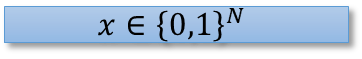 x ∈ {0,1}^N